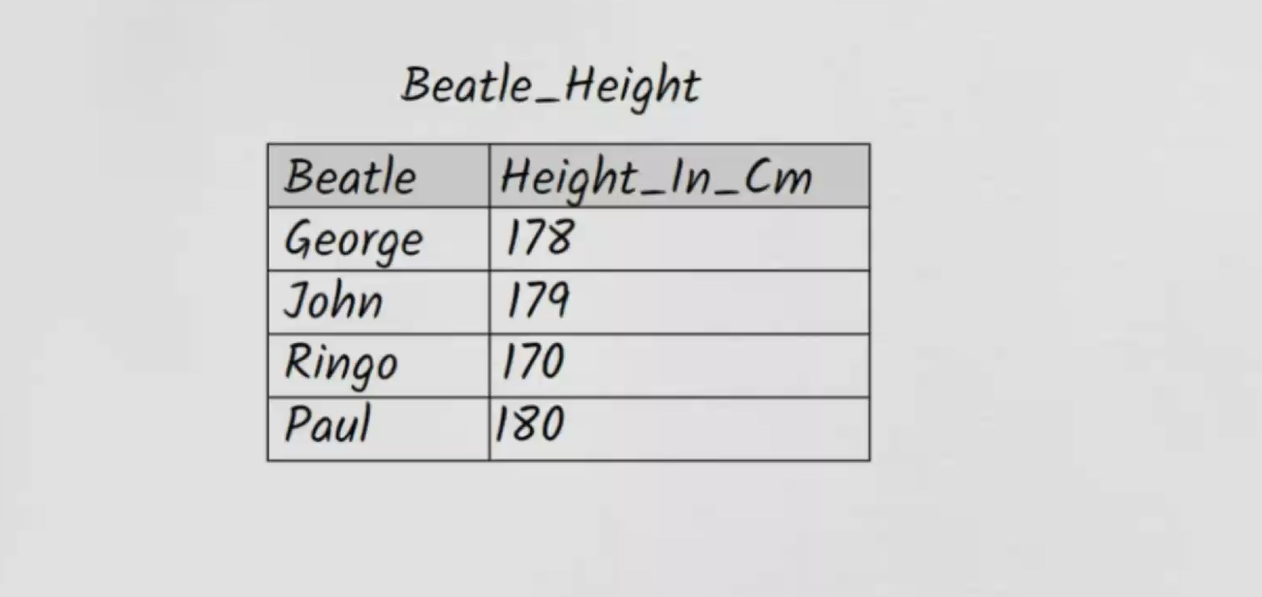 Beatle_Height
Beatle Height_In_Cm
George 178
John 179
Ringo 170
Paul 180